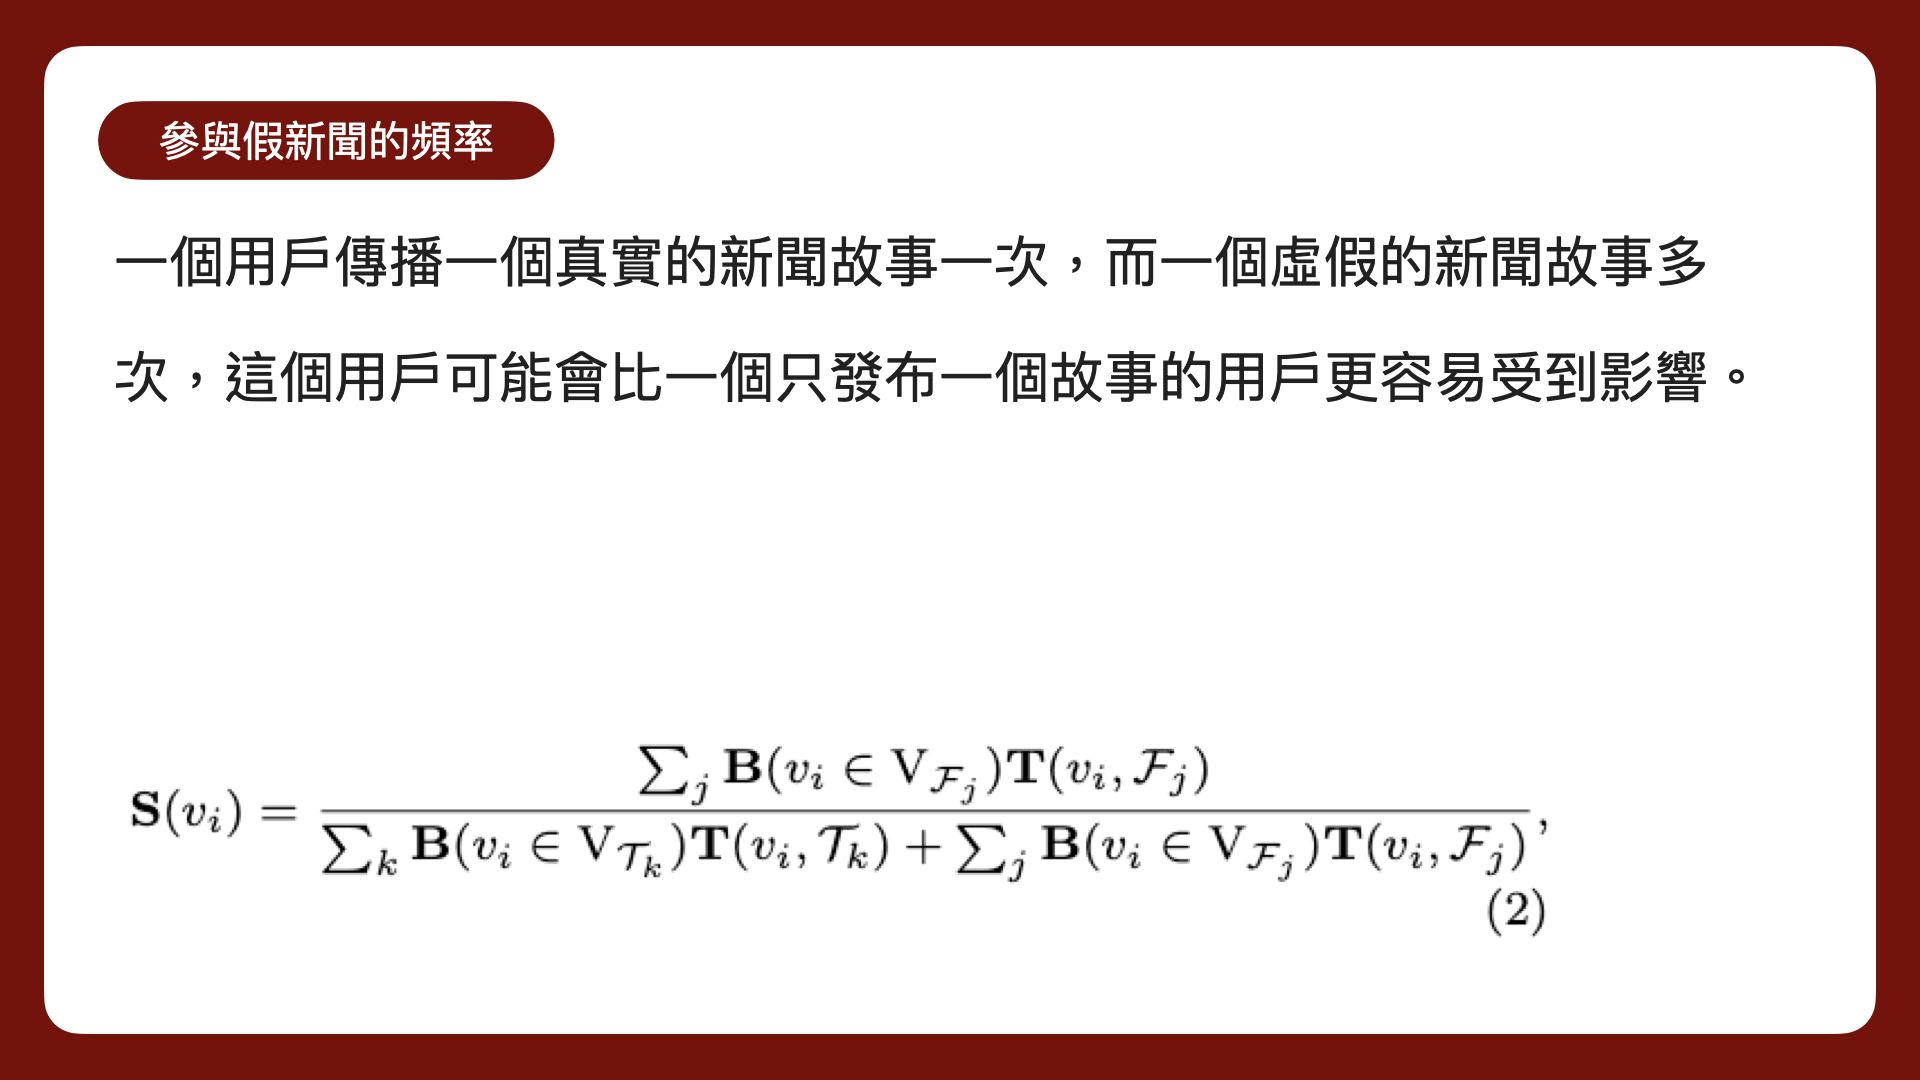 參與假新聞的頻率
一個用戶傳播一個真實的新聞故事一次，而一個虛假的新聞故事多
次，這個用戶可能會比一個只發布一個故事的用戶更容易受到影響。
$$\mathbf{S}(v_i) = \frac{\sum_j \mathbf{B}(v_i \in \mathrm{V}_{\mathcal{F}_j})\mathbf{T}(v_i, \mathcal{F}_j)}{\sum_k \mathbf{B}(v_i \in \mathrm{V}_{\mathcal{T}_k})\mathbf{T}(v_i, \mathcal{T}_k) + \sum_j \mathbf{B}(v_i \in \mathrm{V}_{\mathcal{F}_j})\mathbf{T}(v_i, \mathcal{F}_j)},$$
(2)